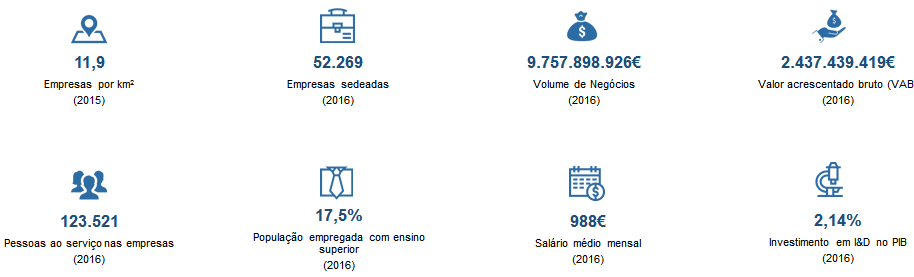 11,9
Empresas por km²
(2015)
52.269
Empresas sedeadas
(2016)
9.757.898.926€
Volume de Negócios
(2016)
2.437.439.419€
Valor acrescentado bruto (VAB
(2016)
123.521
Pessoas ao serviço nas empresas
(2016)
17,5%
População empregada com ensino
superior
(2016)
988€
Salário médio mensal
(2016)
2,14%
Investimento em I&D no PIB
(2016)